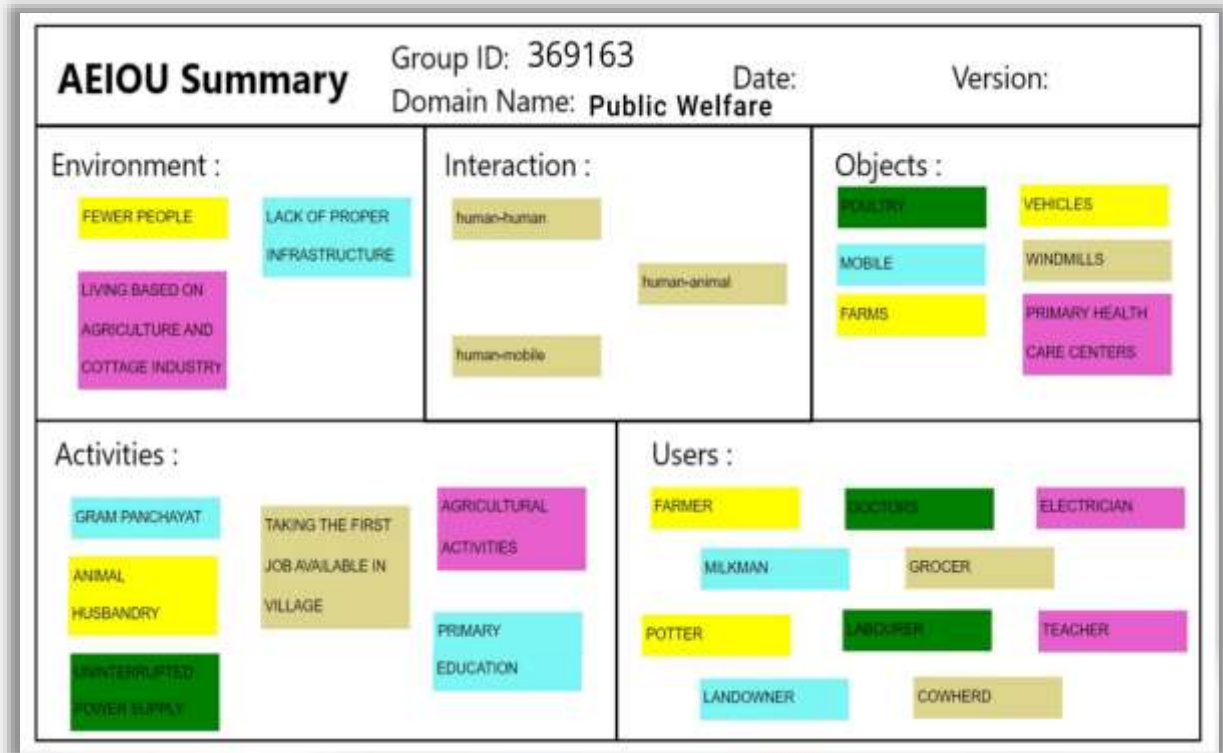 AEIOU Summary
Group ID: 369163
Date:
Version:
Domain Name: Public Welfare
Environment :
FEWER PEOPLE
LACK OF PROPER
INFRASTRUCTURE
LIVING BASED ON
AGRICULTURE AND
COTTAGE INDUSTRY
Interaction :
human-human
human-animal
human-mobile
Objects :
POULTRY
VEHICLES
MOBILE
WINDMILLS
FARMS
PRIMARY HEALTH
CARE CENTERS
Activities :
GRAM PANCHAYAT
TAKING THE FIRST
JOB AVAILABLE IN
VILLAGE
AGRICULTURAL
ACTIVITIES
ANIMAL
HUSBANDRY
PRIMARY
EDUCATION
UNINTERRUPTED
POWER SUPPLY
Users :
FARMER
DOCTORS
ELECTRICIAN
MILKMAN
GROCER
POTTER
LABOURER
TEACHER
LANDOWNER
COWHERD